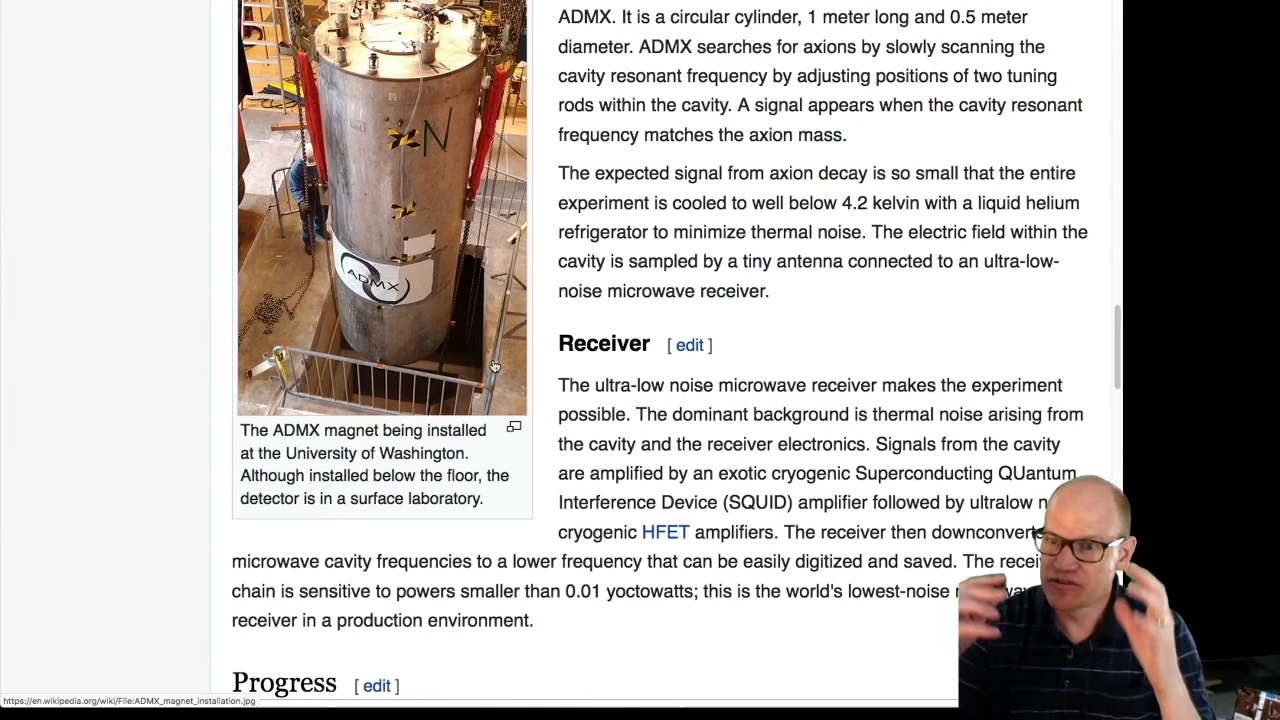 ADMX. It is a circular cylinder, 1 meter long and 0.5 meter
diameter. ADMX searches for axions by slowly scanning the
cavity resonant frequency by adjusting positions of two tuning
rods within the cavity. A signal appears when the cavity resonant
frequency matches the axion mass.
The expected signal from axion decay is so small that the entire
experiment is cooled to well below 4.2 kelvin with a liquid helium
refrigerator to minimize thermal noise. The electric field within the
cavity is sampled by a tiny antenna connected to an ultra-low-
noise microwave receiver.
N
ADMX
The ADMX magnet being installed
at the University of Washington.
Although installed below the floor, the
detector is in a surface laboratory.
Receiver [ edit ]
The ultra-low noise microwave receiver makes the experiment
possible. The dominant background is thermal noise arising from
the cavity and the receiver electronics. Signals from the cavity
are amplified by an exotic cryogenic Superconducting QUantum
Interference Device (SQUID) amplifier followed by ultralow
cryogenic HFET amplifiers. The receiver then
microwave cavity frequencies to a lower frequency that can be easily digitized and saved. The
chain is sensitive to powers smaller than 0.01 yoctowatts; this is the world's lowest-noise
receiver in a production environment.
Progress [ edit ]
https://en.wikipedia.org/wiki/File:ADMX_magnet_installation.jpg